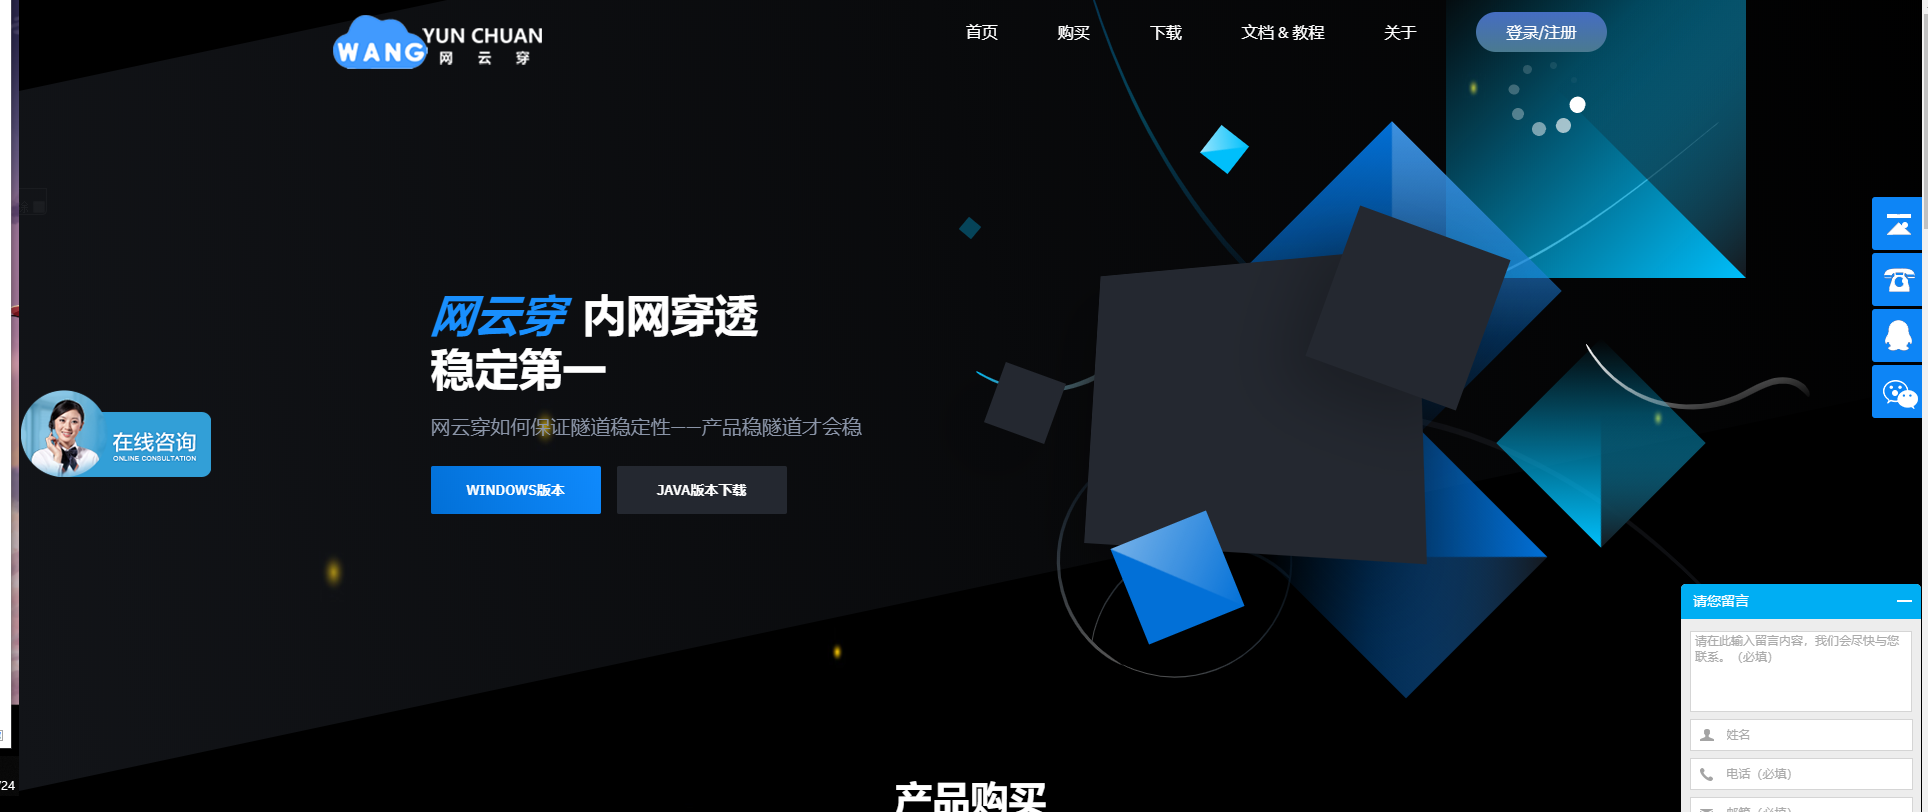 WANG
YUN CHUAN
网 云 穿
首页
购买
下载
文档 & 教程
关于
登录/注册
网云穿 内网穿透
稳定第一
网云穿如何保证隧道稳定性——产品稳隧道才会稳
WINDOWS版本
JAVA版本下载
在线咨询
ONLINE CONSULTATION
请您留言
请在此输入留言内容，我们会尽快与您
联系。（必填）
姓名
电话（必填）
邮箱（必填）
产品购买
/24